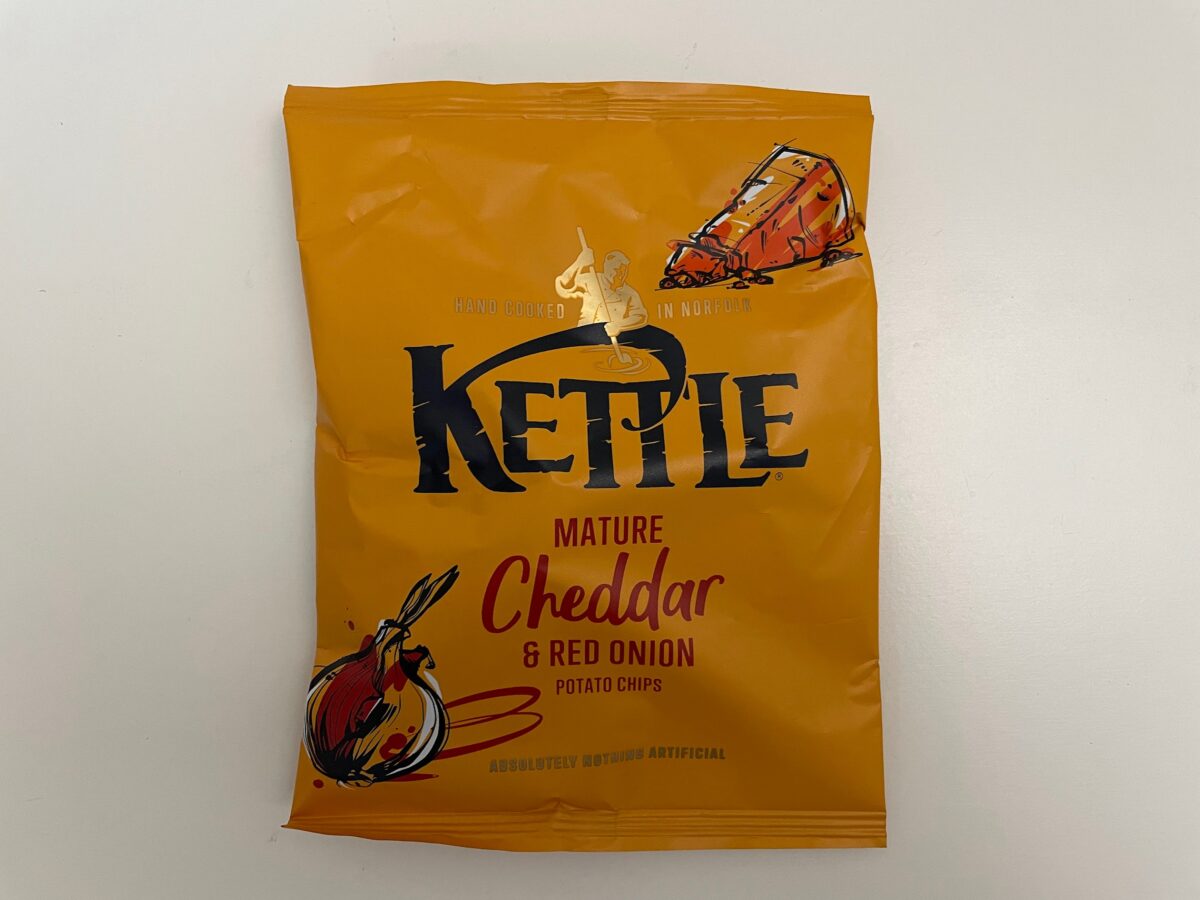 HAND COOKED IN NORFOLK
KETTLE®
MATURE
Cheddar
& RED ONION
POTATO CHIPS
ABSOLUTELY NOTHING ARTIFICIAL